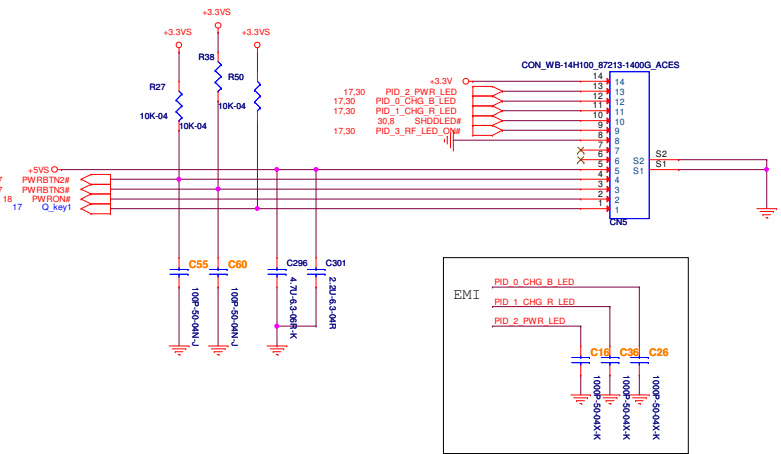 +3.3VS
+3.3VS
+3.3VS
R27
10K-04
R38
10K-04
R50
10K-04
CON_WB-14H100_87213-1400G_ACES
+3.3V
17,30 PID_2_PWR_LED
17,30 PID_0_CHG_B_LED
17,30 PID_1_CHG_R_LED
30,8 SHDDLED#
17,30 PID_3_RF_LED_ON#
14 14
13 13
12 12
11 11
10 10
9 9
8 8
7 7
6 6
5 5
4 4
3 3
2 2
1 1
S2 S2
S1 S1
CN5
+5VS
7 PWRBTN2#
7 PWRBTN3#
18 PWRON#
17 Q_key1
C55
100P-50-04N-J
C60
100P-50-04N-J
C296
4.7U-6.3-06R-K
C301
2.2U-6.3-04R
EMI
PID_0_CHG_B_LED
PID_1_CHG_R_LED
PID_2_PWR_LED
C16
1000P-50-04X-K
C36
1000P-50-04X-K
C26
1000P-50-04X-K